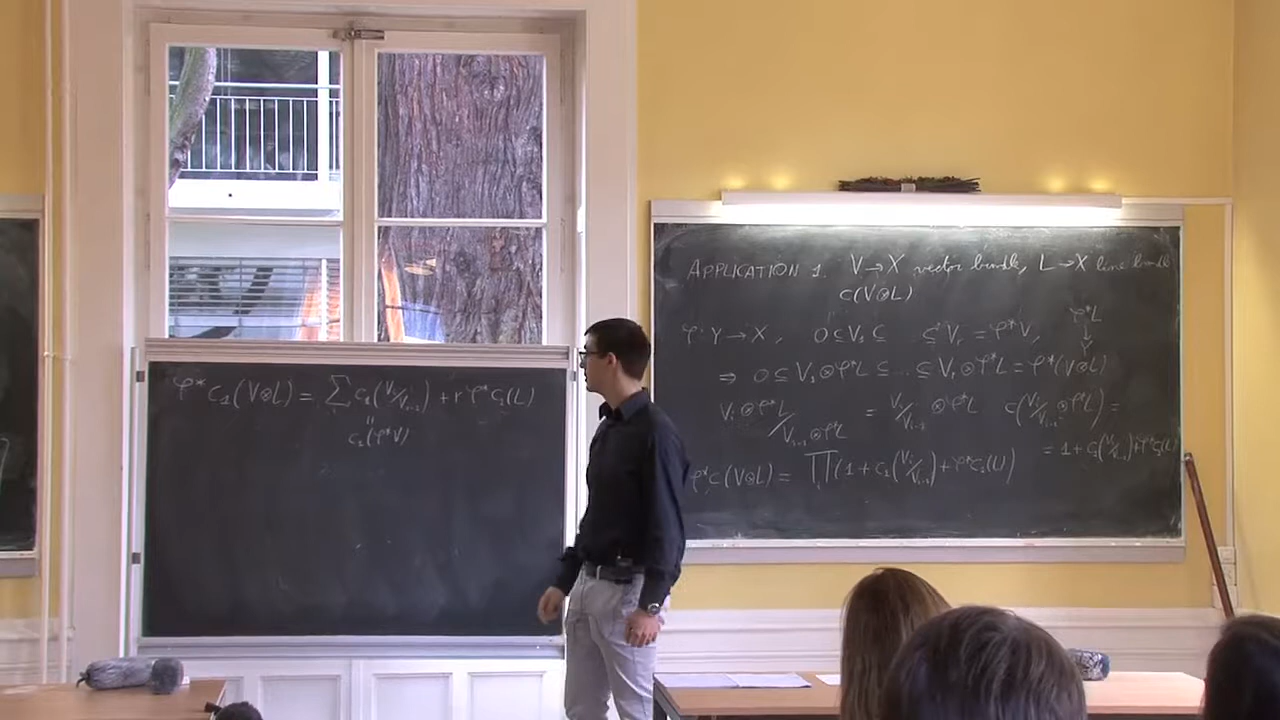 φ* c₁(V⊗L) = ∑ c₁(Vᵢ/Vᵢ₋₁) + r φ*c₁(L)
"
c₁(φ*V)
APPLICATION 1. V→X vector bundle, L→X line bundle
c(V⊗L)
φ: Y→X, 0⊆V₁⊆ ⊆Vᵣ = φ*V, φ*L
↓
Y
⇒ 0⊆V₁⊗φ*L⊆...⊆Vᵣ⊗φ*L = φ*(V⊗L)
Vᵢ⊗φ*L/Vᵢ₋₁⊗φ*L = Vᵢ/Vᵢ₋₁ ⊗φ*L c(Vᵢ/Vᵢ₋₁ ⊗φ*L) =
= 1 + c₁(Vᵢ/Vᵢ₋₁) + φ*c₁(L)
φ*c(V⊗L) = ∏ᵢ(1 + c₁(Vᵢ/Vᵢ₋₁) + φ*c₁(L))